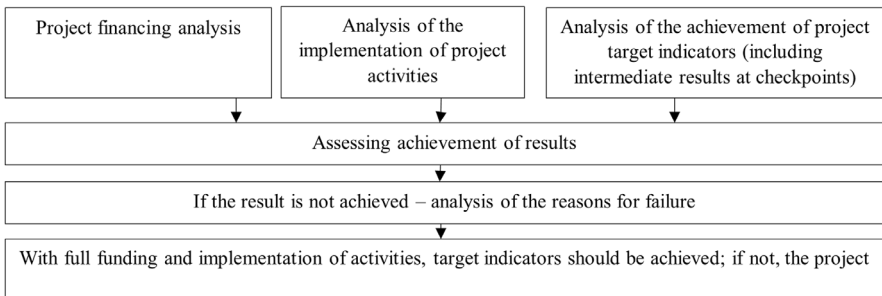 Project financing analysis
Analysis of the
implementation of project
activities
Analysis of the achievement of project
target indicators (including
intermediate results at checkpoints)
Assessing achievement of results
If the result is not achieved – analysis of the reasons for failure
With full funding and implementation of activities, target indicators should be achieved; if not, the project